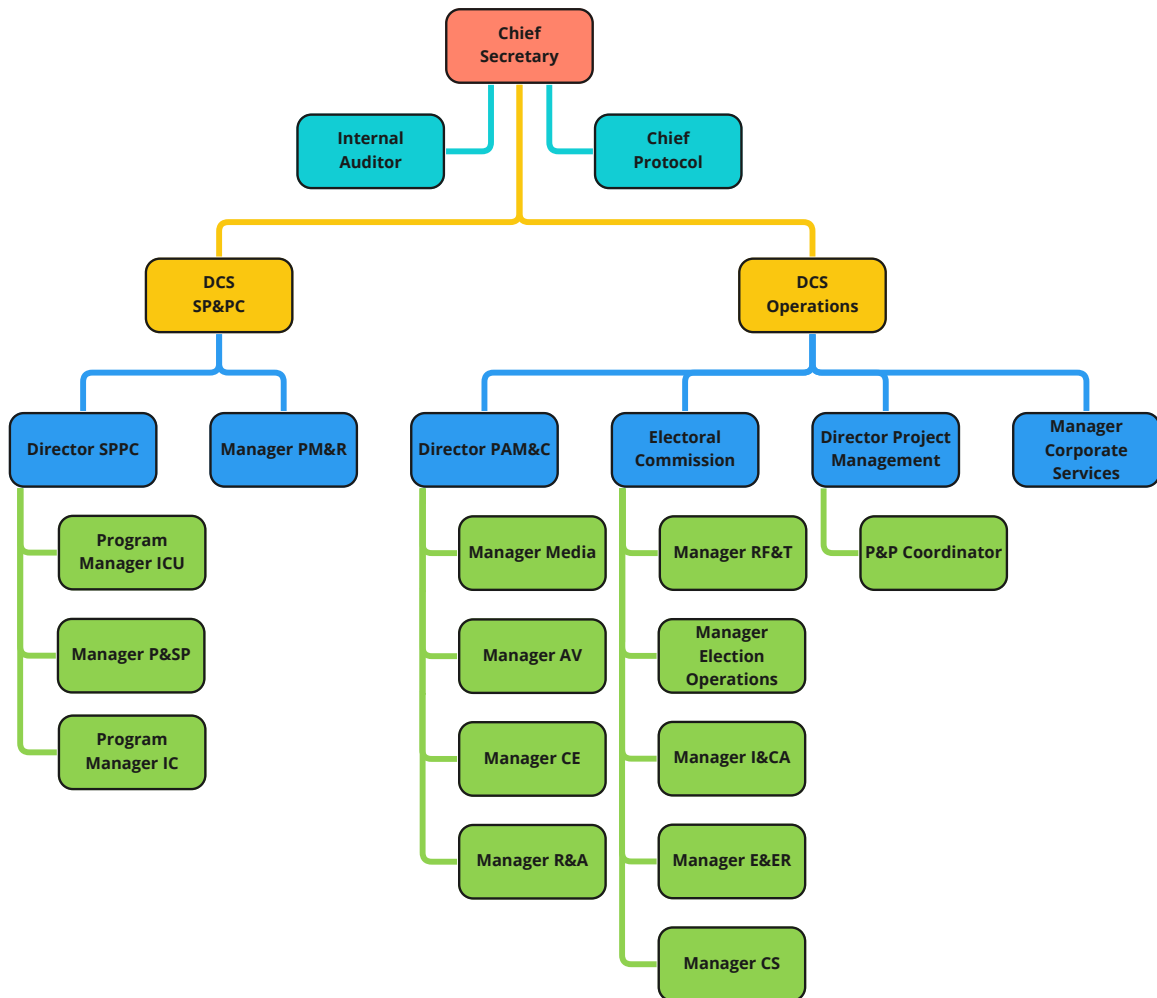 Chief
Secretary
Internal
Auditor
Chief
Protocol
DCS
SP&PC
DCS
Operations
Director SPPC
Manager PM&R
Director PAM&C
Electoral
Commission
Director Project
Management
Manager
Corporate
Services
Program
Manager ICU
Manager P&SP
Program
Manager IC
Manager Media
Manager AV
Manager CE
Manager R&A
Manager RF&T
Manager
Election
Operations
Manager I&CA
Manager E&ER
Manager CS
P&P Coordinator